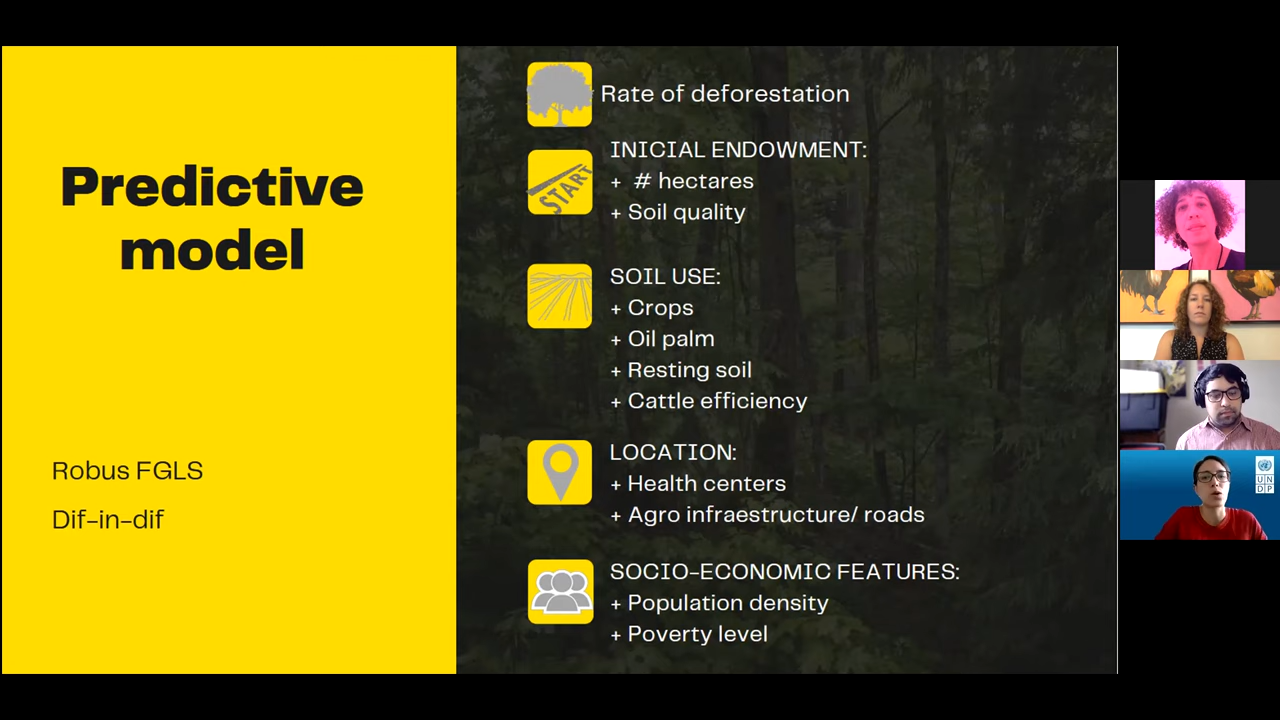 Predictive
model
Robus FGLS
Dif-in-dif
Rate of deforestation
START
INICIAL ENDOWMENT:
+ # hectares
+ Soil quality
SOIL USE:
+ Crops
+ Oil palm
+ Resting soil
+ Cattle efficiency
LOCATION:
+ Health centers
+ Agro infraestructure/ roads
SOCIO-ECONOMIC FEATURES:
+ Population density
+ Poverty level
U N
D P